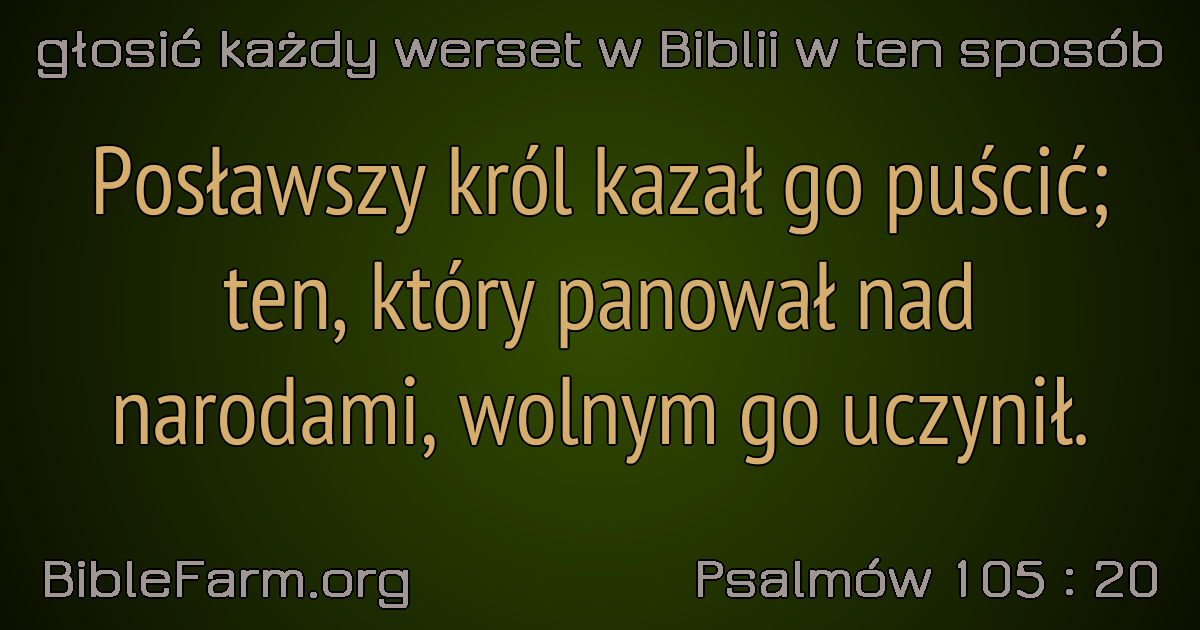 głosić każdy werset w Biblii w ten sposób
Posławszy król kazał go puścić;
ten, który panował nad
narodami, wolnym go uczynił.
BibleFarm.org
Psalmów 105 : 20